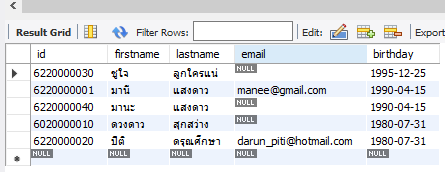 Result Grid Filter Rows: Edit: Export
id firstname lastname email birthday
6220000030 ชูใจ ลูกใครแน่ NULL 1995-12-25
6220000001 มานี แสงดาว manee@gmail.com 1990-04-15
6220000040 มานะ แสงดาว NULL 1990-04-15
6020000010 ดวงดาว สุกสว่าง NULL 1980-07-31
6220000020 ปิติ ดรุณศึกษา darun_piti@hotmail.com 1980-07-31
NULL NULL NULL NULL NULL